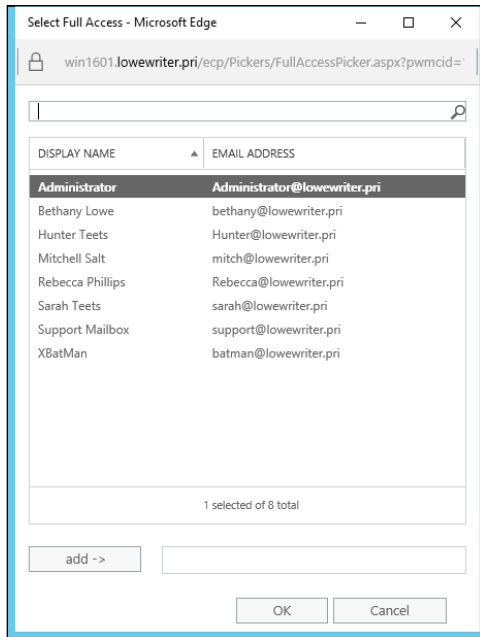 Select Full Access - Microsoft Edge
win1601.lowewriter.pri/ecp/Pickers/FullAccessPicker.aspx?pwmcid=
DISPLAY NAME EMAIL ADDRESS
Administrator Administrator@lowewriter.pri
Bethany Lowe bethany@lowewriter.pri
Hunter Teets Hunter@lowewriter.pri
Mitchell Salt mitch@lowewriter.pri
Rebecca Phillips Rebecca@lowewriter.pri
Sarah Teets sarah@lowewriter.pri
Support Mailbox support@lowewriter.pri
XBatMan batman@lowewriter.pri
1 selected of 8 total
add ->
OK Cancel